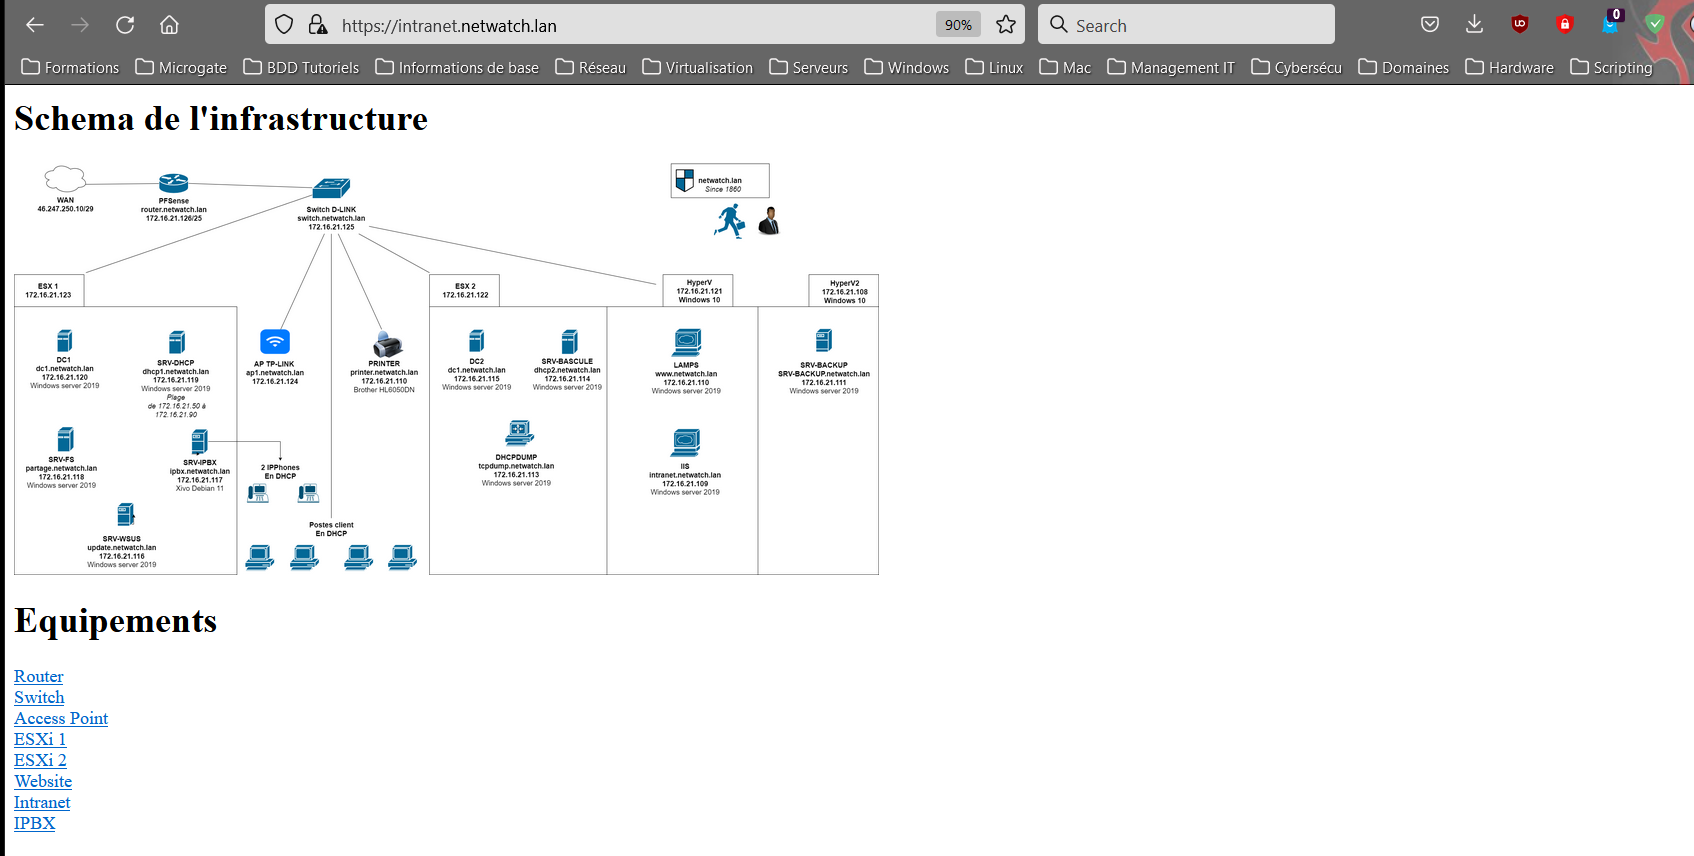 https://intranet.netwatch.lan
90%
Search
0
Formations
Microgate
BDD Tutoriels
Informations de base
Réseau
Virtualisation
Serveurs
Windows
Linux
Mac
Management IT
Cybersécu
Domaines
Hardware
Scripting
Schema de l'infrastructure
WAN
46.247.250.10/29
PFSense
router.netwatch.lan
172.16.21.126/25
Switch D-LINK
switch.netwatch.lan
172.16.21.125
netwatch.lan
Since 1860
ESX 1
172.16.21.123
ESX 2
172.16.21.122
HyperV
172.16.21.121
Windows 10
HyperV2
172.16.21.108
Windows 10
DC1
dc1.netwatch.lan
172.16.21.120
Windows server 2019
SRV-DHCP
dhcp1.netwatch.lan
172.16.21.119
Windows server 2019
Plage
de 172.16.21.50 à
172.16.21.90
AP TP-LINK
ap1.netwatch.lan
172.16.21.124
PRINTER
printer.netwatch.lan
172.16.21.110
Brother HL6050DN
DC2
dc1.netwatch.lan
172.16.21.115
Windows server 2019
SRV-BASCULE
dhcp2.netwatch.lan
172.16.21.114
Windows server 2019
LAMPS
www.netwatch.lan
172.16.21.110
Windows server 2019
SRV-BACKUP
SRV-BACKUP.netwatch.lan
172.16.21.111
Windows server 2019
SRV-FS
partage.netwatch.lan
172.16.21.118
Windows server 2019
SRV-IPBX
ipbx.netwatch.lan
172.16.21.117
Xivo Debian 11
2 IPPhones
En DHCP
DHCPDUMP
tcpdump.netwatch.lan
172.16.21.113
Windows server 2019
IIS
intranet.netwatch.lan
172.16.21.109
Windows server 2019
SRV-WSUS
update.netwatch.lan
172.16.21.116
Windows server 2019
Postes client
En DHCP
Equipements
Router
Switch
Access Point
ESXi 1
ESXi 2
Website
Intranet
IPBX